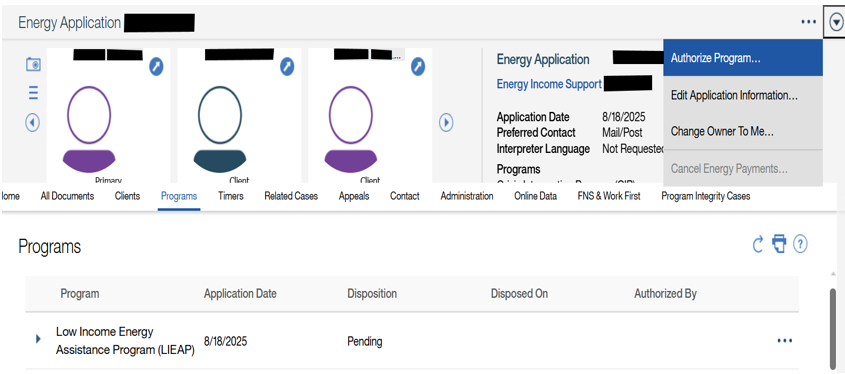 Energy Application
Authorize Program...
Edit Application Information...
Change Owner To Me...
Cancel Energy Payments...
...
Primary
Client
Client
Energy Application
Energy Income Support
Application Date 8/18/2025
Preferred Contact Mail/Post
Interpreter Language Not Requested
Programs
ome All Documents Clients Programs Timers Related Cases Appeals Contact Administration Online Data FNS & Work First Program Integrity Cases
Programs
Program Application Date Disposition Disposed On Authorized By
Low Income Energy
Assistance Program (LIEAP) 8/18/2025 Pending